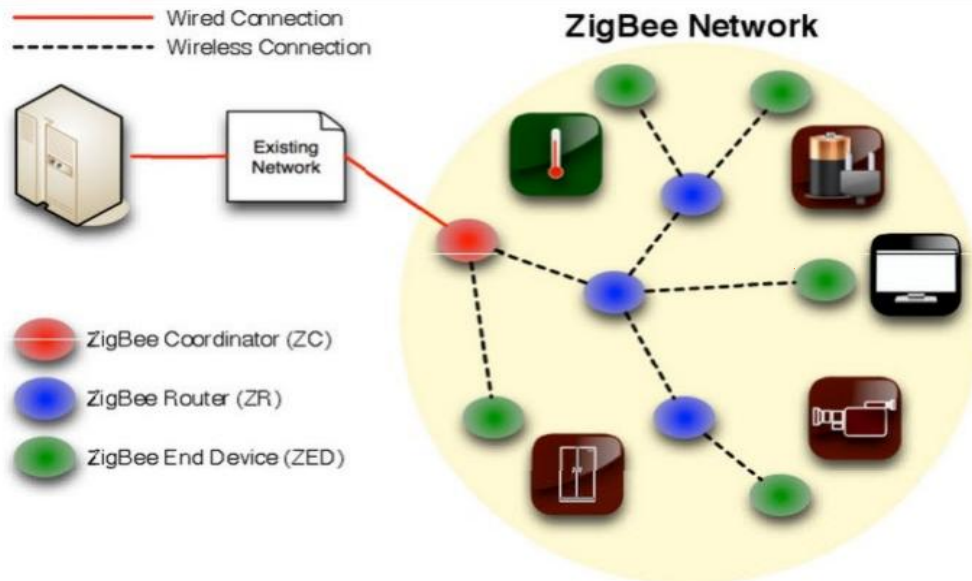 Wired Connection
Wireless Connection
ZigBee Network
Existing
Network
ZigBee Coordinator (ZC)
ZigBee Router (ZR)
ZigBee End Device (ZED)